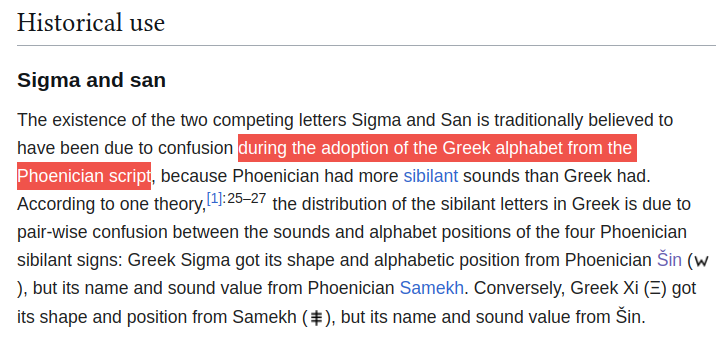 Historical use
Sigma and san
The existence of the two competing letters Sigma and San is traditionally believed to
have been due to confusion during the adoption of the Greek alphabet from the
Phoenician script, because Phoenician had more sibilant sounds than Greek had.
According to one theory,[1]:25–27 the distribution of the sibilant letters in Greek is due to
pair-wise confusion between the sounds and alphabet positions of the four Phoenician
sibilant signs: Greek Sigma got its shape and alphabetic position from Phoenician Šin (𐤔
), but its name and sound value from Phoenician Samekh. Conversely, Greek Xi (Ξ) got
its shape and position from Samekh (𐤎), but its name and sound value from Šin.